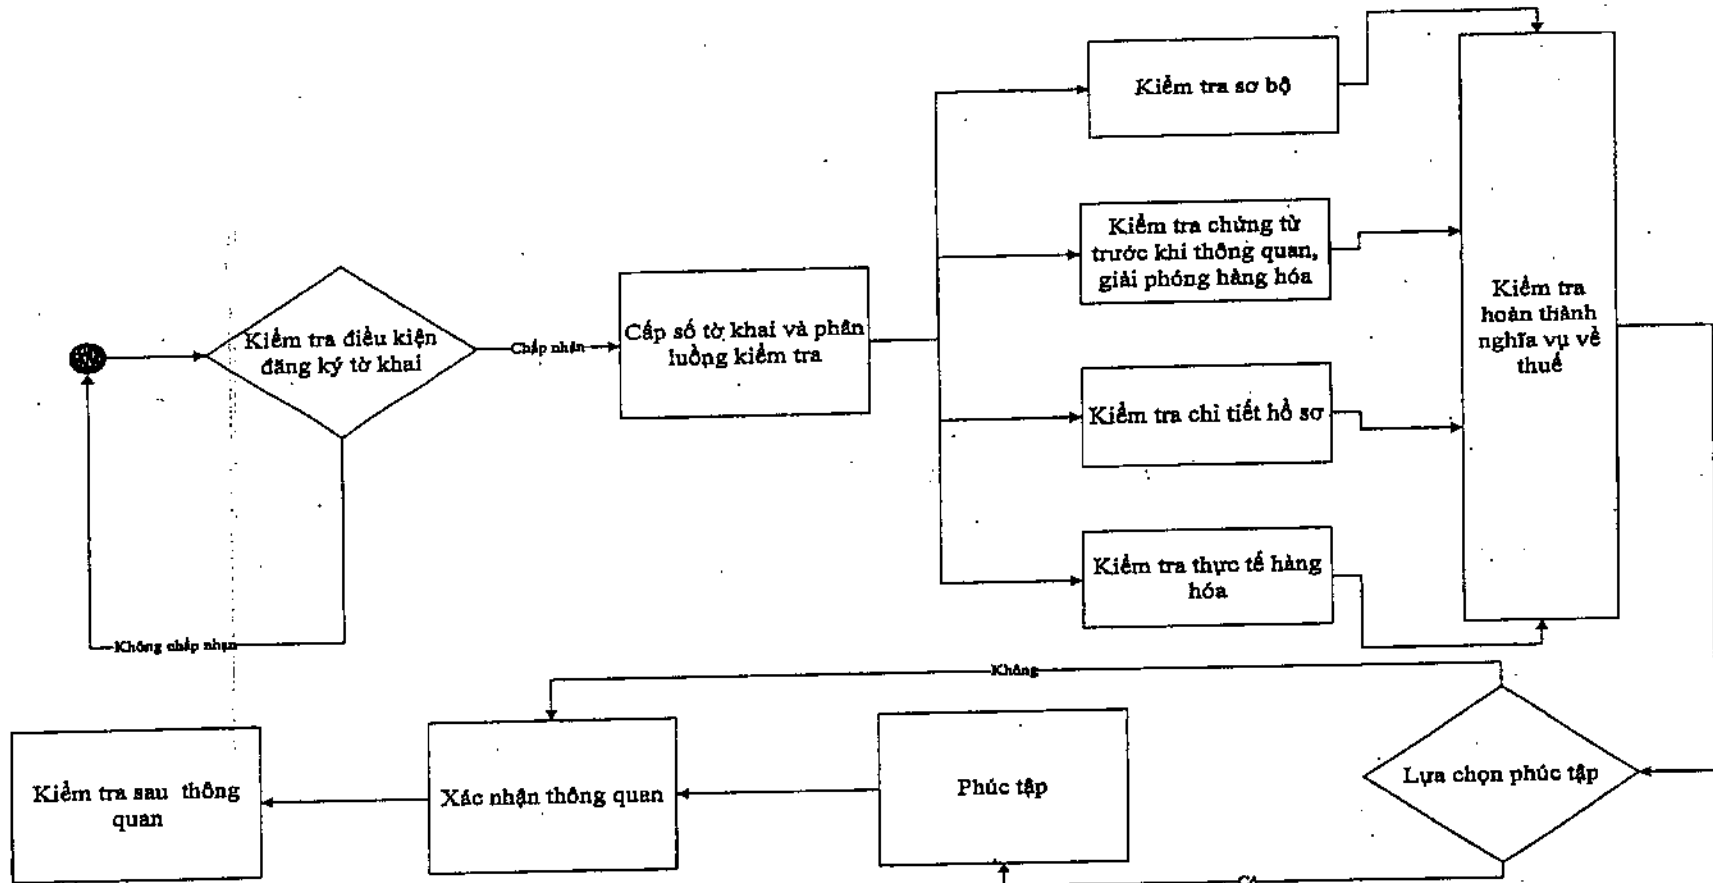 Kiểm tra sơ bộ
Kiểm tra chứng từ
trước khi thông quan,
giải phóng hàng hóa
Kiểm tra
hoàn thành
nghĩa vụ về
thuế
Kiểm tra điều kiện
đăng ký tờ khai
Chấp nhận
Cấp số tờ khai và phân
luồng kiểm tra
Kiểm tra chi tiết hồ sơ
Kiểm tra thực tế hàng
hóa
Không chấp nhận
Không
Kiểm tra sau thông
quan
Xác nhận thông quan
Phúc tập
Lựa chọn phúc tập